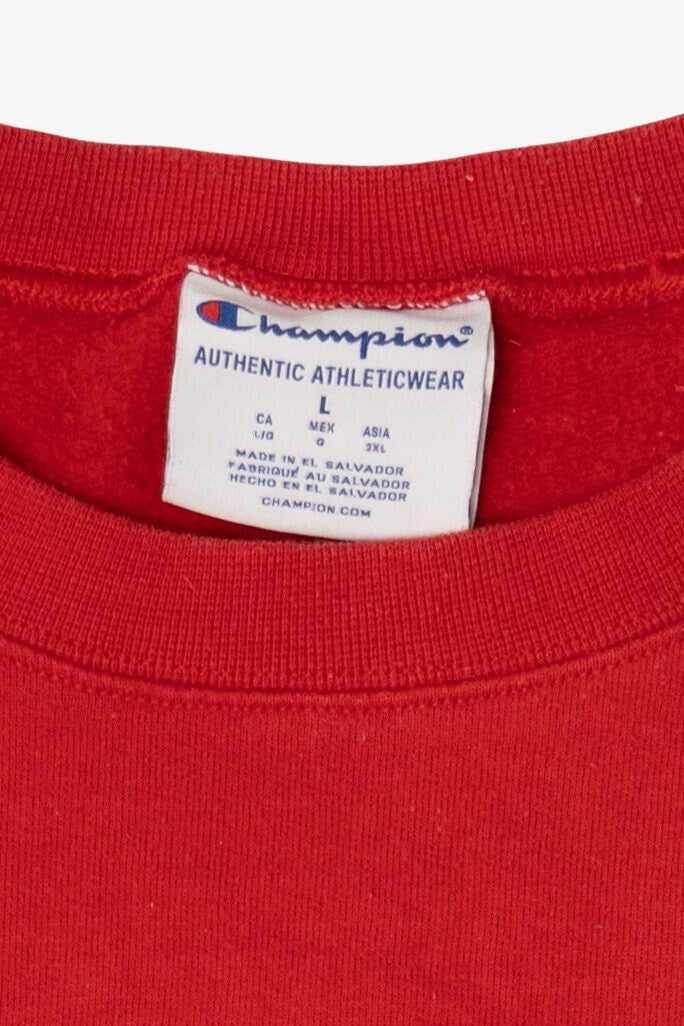 Champion®
AUTHENTIC ATHLETICWEAR
L
CA MEX ASIA
L/G G 2XL
MADE IN EL SALVADOR
FABRIQUÉ AU SALVADOR
HECHO EN EL SALVADOR
CHAMPION.COM